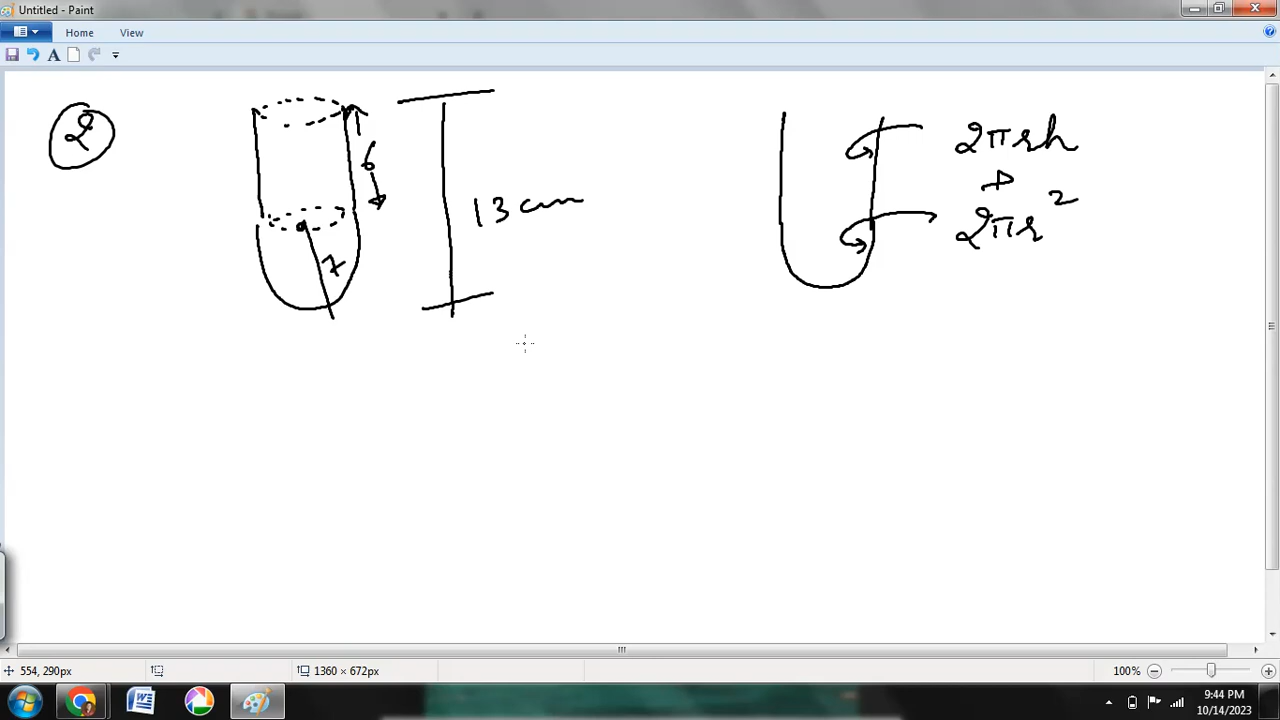 Untitled - Paint
Home View
2
6
7
13 cm
2πrh
+
2πr²
554, 290px
1360 × 672px
100%
9:44 PM
10/14/2023